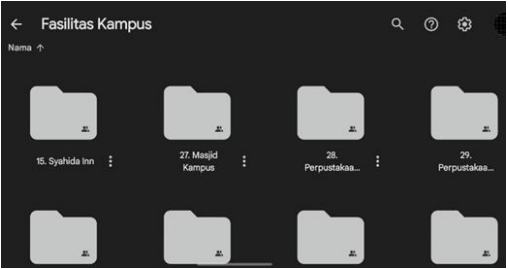 Fasilitas Kampus
Nama
15. Syahida Inn
27. Masjid
Kampus
28.
Perpustakaa...
29.
Perpustakaa...